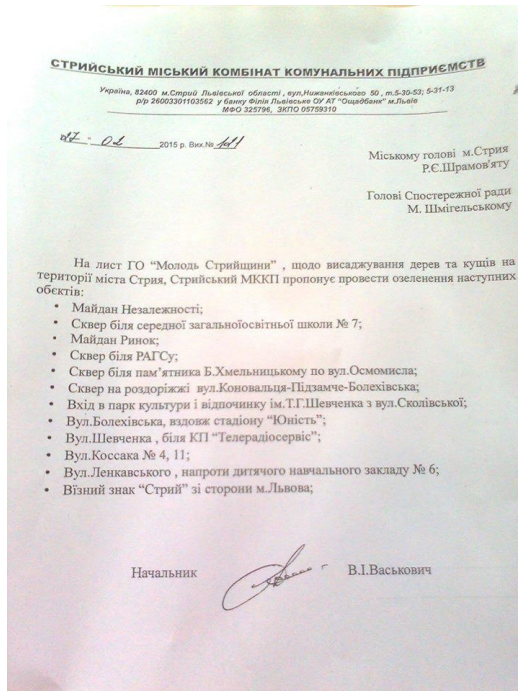 СТРИЙСЬКИЙ МІСЬКИЙ КОМБІНАТ КОМУНАЛЬНИХ ПІДПРИЄМСТВ
Україна, 82400 м.Стрий Львівської області , вул,Нижанківського 50 , т.5-30-53; 5-31-13
р/р 26003301103562 у банку Філія Львівське ОУ АТ "Ощадбанк" м.Львів
МФО 325796, ЗКПО 05759310
27 - 02 2015 р. Вих.№ 141
Міському голові м.Стрия
Р.Є.Шрамов'яту
Голові Спостережної ради
М. Шмігельському
На лист ГО “Молодь Стрийщини” , щодо висаджування дерев та кущів на
території міста Стрия, Стрийський МККП пропонує провести озеленення наступних
обєктів:
• Майдан Незалежності;
• Сквер біля середної загальноїосвітньої школи № 7;
• Майдан Ринок;
• Сквер біля РАГСу;
• Сквер біля пам’ятника Б.Хмельницькому по вул.Осмомисла;
• Сквер на роздоріжжі вул.Коновальця-Підзамче-Болехівська;
• Вхід в парк культури і відпочинку ім.Т.Г.Шевченка з вул.Сколівської;
• Вул.Болехівська, вздовж стадіону “Юність”;
• Вул.Шевченка , біля КП “Телерадіосервіс”;
• Вул.Коссака № 4, 11;
• Вул.Ленкавського , напроти дитячого навчального закладу № 6;
• Вїзний знак “Стрий” зі сторони м.Львова;
Начальник В.І.Васькович